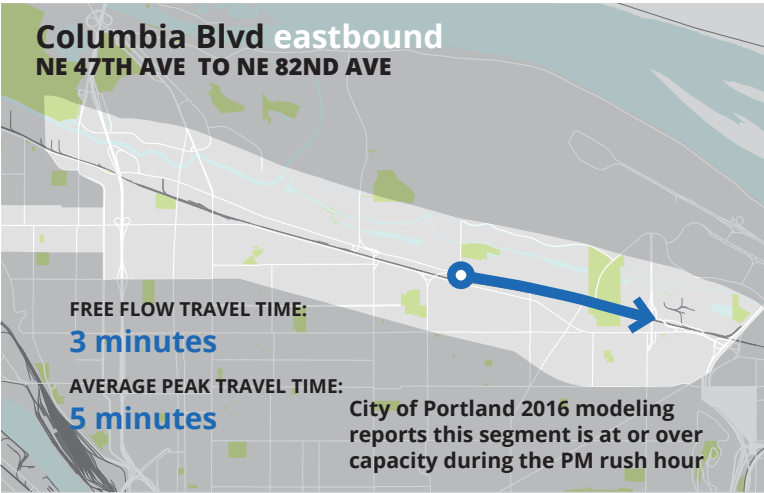 Columbia Blvd eastbound
NE 47TH AVE TO NE 82ND AVE
FREE FLOW TRAVEL TIME:
3 minutes
AVERAGE PEAK TRAVEL TIME:
5 minutes
City of Portland 2016 modeling
reports this segment is at or over
capacity during the PM rush hour